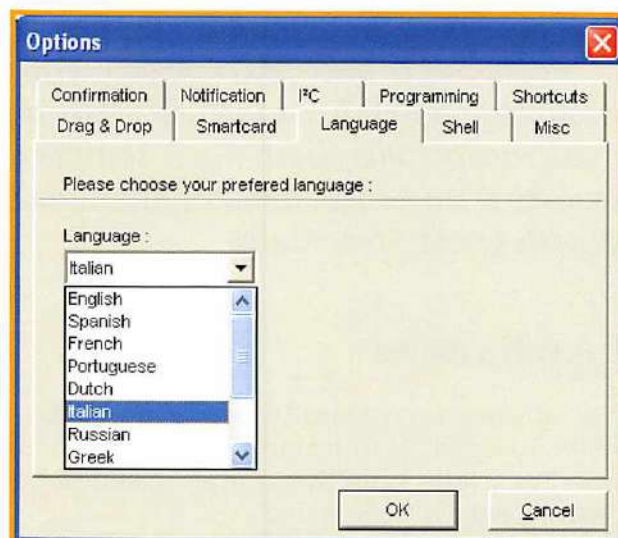 Options
Confirmation Notification I²C Programming Shortcuts
Drag & Drop Smartcard Language Shell Misc
Please choose your prefered language :
Language :
Italian
English
Spanish
French
Portuguese
Dutch
Italian
Russian
Greek
OK Cancel